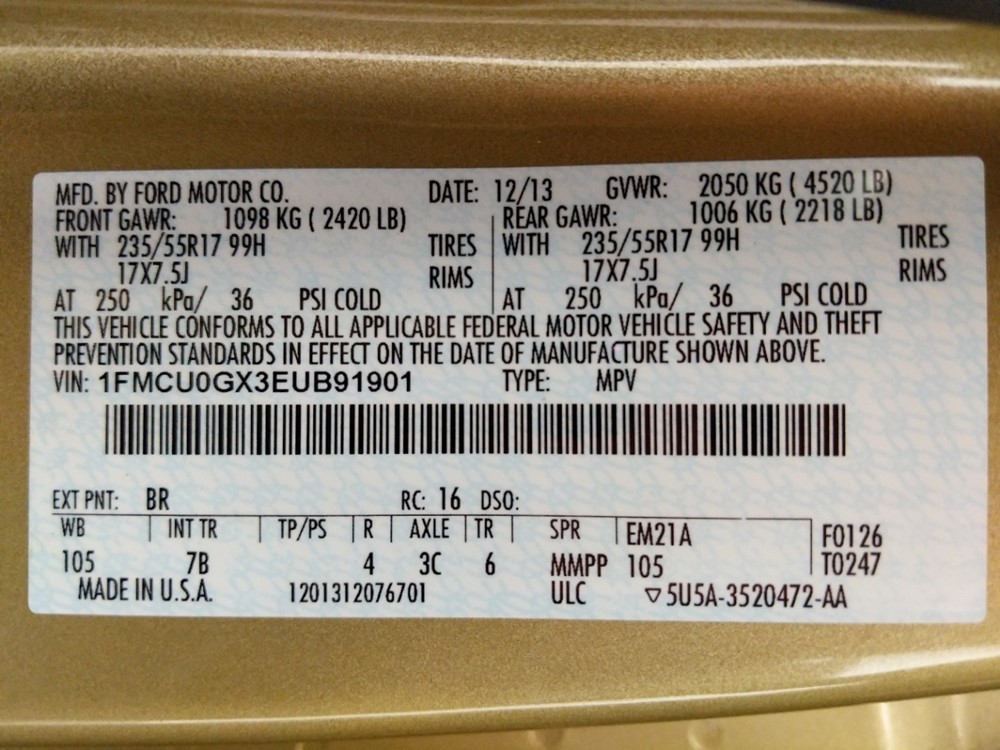 MFD. BY FORD MOTOR CO. DATE: 12/13 GVWR: 2050 KG ( 4520 LB)
FRONT GAWR: 1098 KG ( 2420 LB) REAR GAWR: 1006 KG ( 2218 LB)
WITH 235/55R17 99H TIRES WITH 235/55R17 99H TIRES
17X7.5J RIMS 17X7.5J RIMS
AT 250 kPa/ 36 PSI COLD AT 250 kPa/ 36 PSI COLD
THIS VEHICLE CONFORMS TO ALL APPLICABLE FEDERAL MOTOR VEHICLE SAFETY AND THEFT
PREVENTION STANDARDS IN EFFECT ON THE DATE OF MANUFACTURE SHOWN ABOVE.
VIN: 1FMCU0GX3EUB91901 TYPE: MPV
EXT PNT: BR RC: 16 DSO:
WB INT TR TP/PS R AXLE TR SPR EM21A F0126
105 7B 4 3C 6 MMPP 105 T0247
MADE IN U.S.A. 1201312076701 ULC ▽5U5A-3520472-AA